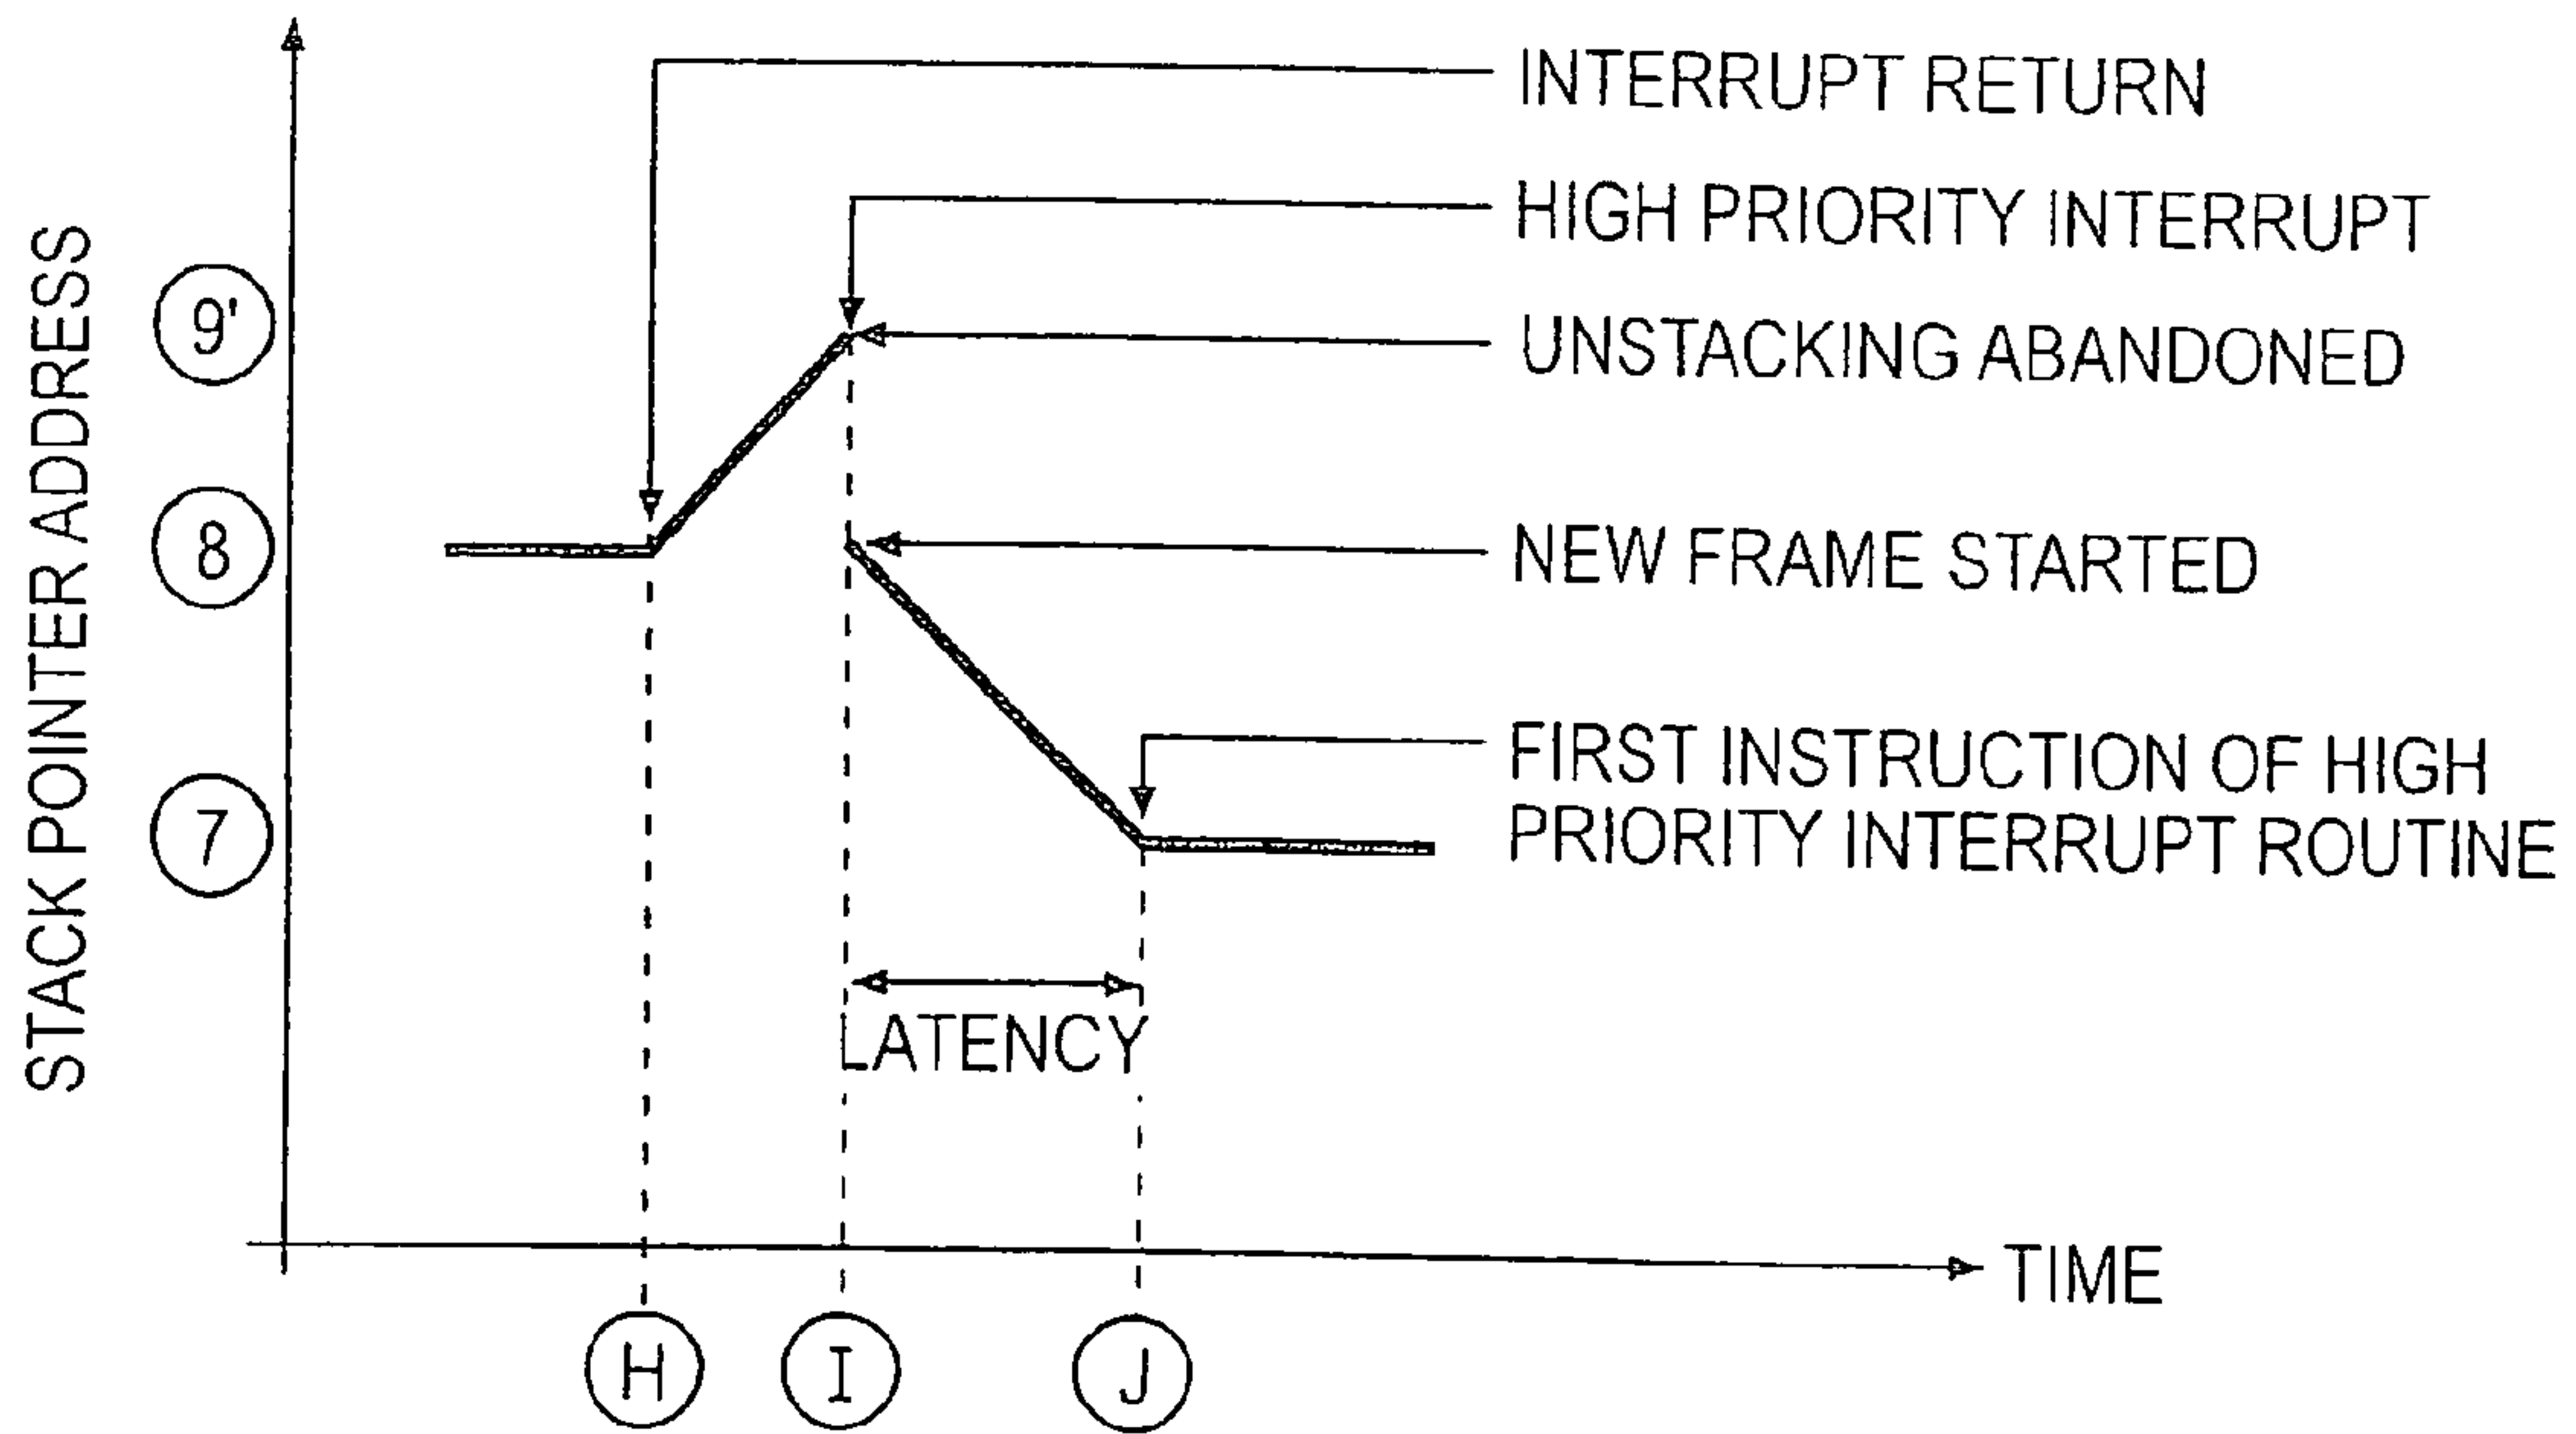 INTERRUPT RETURN
HIGH PRIORITY INTERRUPT
UNSTACKING ABANDONED
NEW FRAME STARTED
FIRST INSTRUCTION OF HIGH
PRIORITY INTERRUPT ROUTINE
STACK POINTER ADDRESS
9'
8
7
LATENCY
TIME
H
I
J